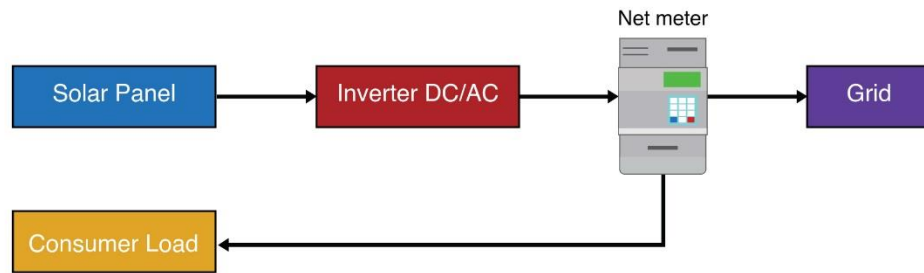 Net meter
Solar Panel
Inverter DC/AC
Grid
Consumer Load